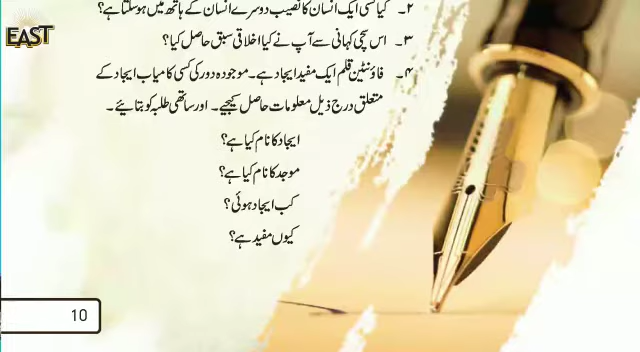 ۲۔ کیا کسی ایک انسان کا نصیب دوسرے انسان کے ہاتھ میں ہو سکتا ہے؟
EAST
۳۔ اس سچی کہانی سے آپ نے کیا اخلاقی سبق حاصل کیا؟
۴۔ فاؤنٹین قلم ایک مفید ایجاد ہے۔ موجودہ دور کی کسی کامیاب ایجاد کے
متعلق درج ذیل معلومات حاصل کیجیے۔ اور ساتھی طلبہ کو بتائیے۔
ایجاد کا نام کیا ہے؟
موجد کا نام کیا ہے؟
کب ایجاد ہوئی؟
کیوں مفید ہے؟
10